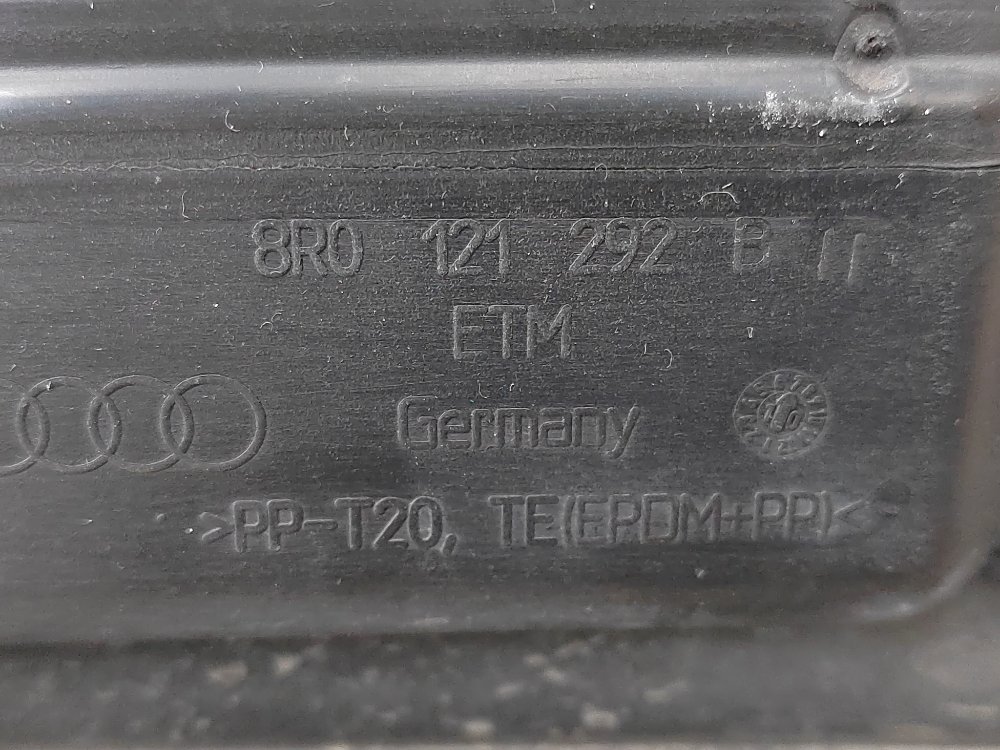 8R0 121 292 B
ETM
Germany
>PP-T20, TE(EPDM+PP)<